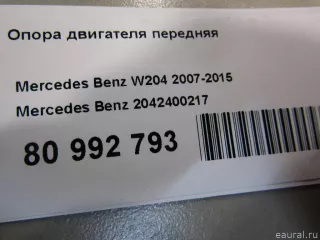 Опора двигателя передняя
Mercedes Benz W204 2007-2015
Mercedes Benz 2042400217
80 992 793
eaural.ru